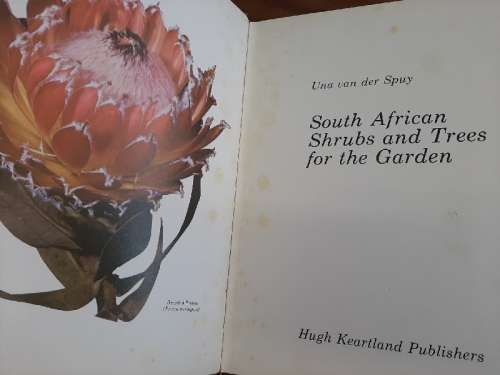 Una van der Spuy
South African
Shrubs and Trees
for the Garden
Hugh Keartland Publishers